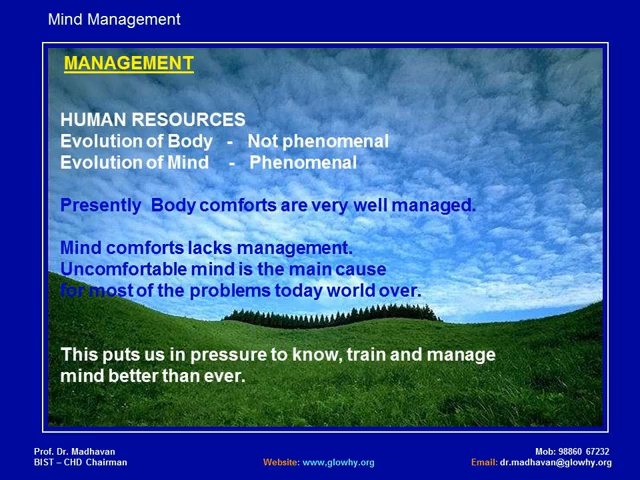 Mind Management
MANAGEMENT
HUMAN RESOURCES
Evolution of Body - Not phenomenal
Evolution of Mind - Phenomenal
Presently Body comforts are very well managed.
Mind comforts lacks management.
Uncomfortable mind is the main cause
for most of the problems today world over.
This puts us in pressure to know, train and manage
mind better than ever.
Prof. Dr. Madhavan Mob: 98860 67232
BIST – CHD Chairman Website: www.glowhy.org Email: dr.madhavan@glowhy.org